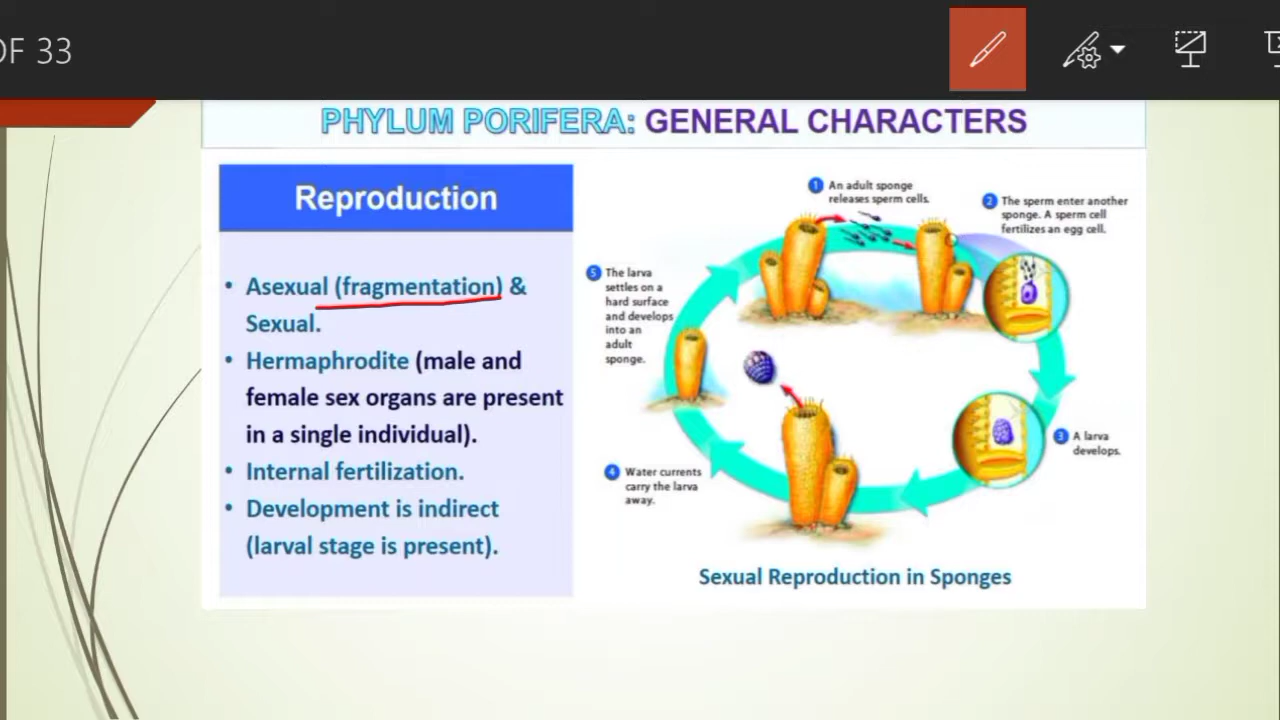 OF 33
PHYLUM PORIFERA: GENERAL CHARACTERS
Reproduction
• Asexual (fragmentation) &
Sexual.
• Hermaphrodite (male and
female sex organs are present
in a single individual).
• Internal fertilization.
• Development is indirect
(larval stage is present).
1 An adult sponge
releases sperm cells.
2 The sperm enter another
sponge. A sperm cell
fertilizes an egg cell.
3 A larva
develops.
4 Water currents
carry the larva
away.
5 The larva
settles on a
hard surface
and develops
into an
adult
sponge.
Sexual Reproduction in Sponges